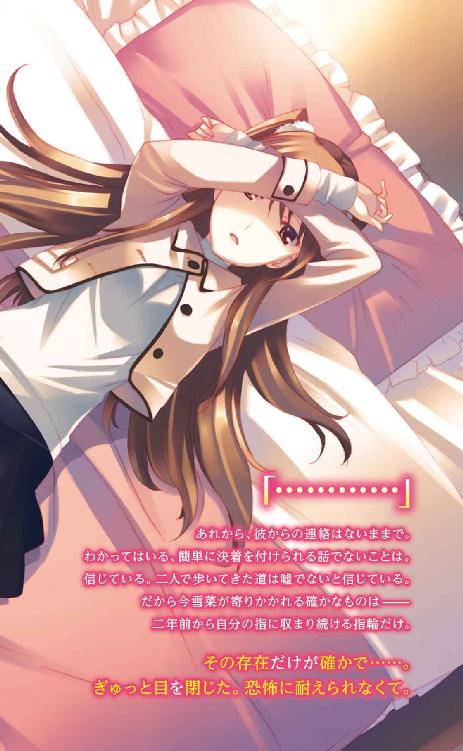 「…………」
あれから、彼からの連絡はないままで。
わかってはいる、簡単に決着を付けられる話でないことは。
信じている。二人で歩いてきた道は嘘でないと信じている。
だから今雪菜が寄りかかれる確かなものは――
二年前から自分の指に収まり続ける指輪だけ。
その存在だけが確かで……。
ぎゅっと目を閉じた。恐怖に耐えられなくて。